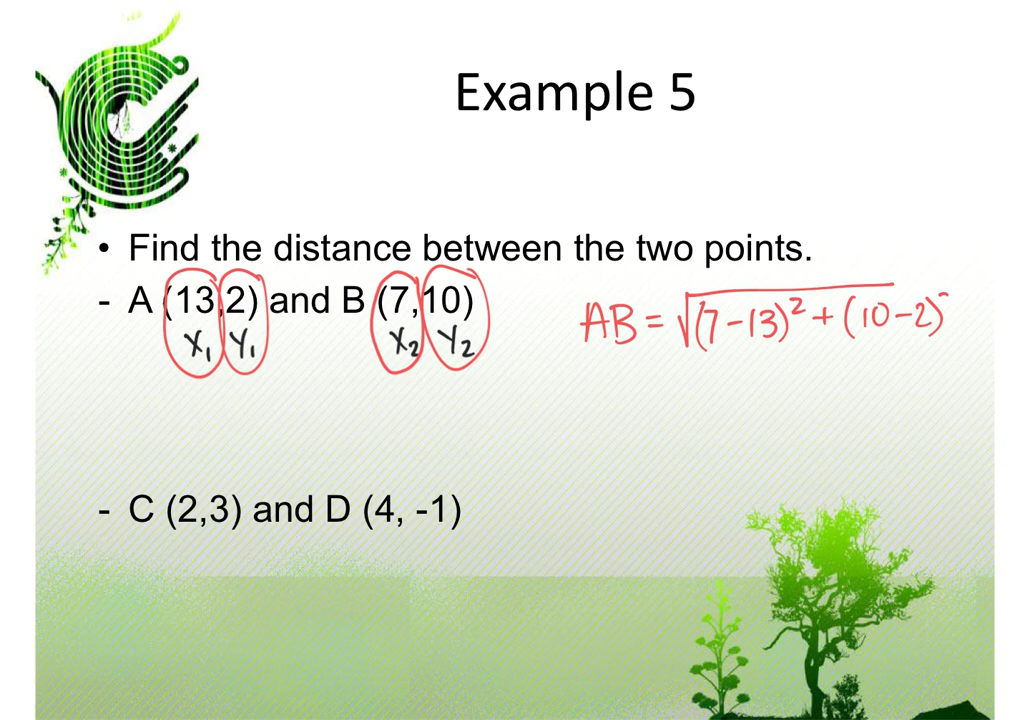 Example 5
• Find the distance between the two points.
- A (13,2) and B (7,10)
X₁ Y₁ X₂ Y₂
AB = √(7-13)² + (10-2)
- C (2,3) and D (4, -1)